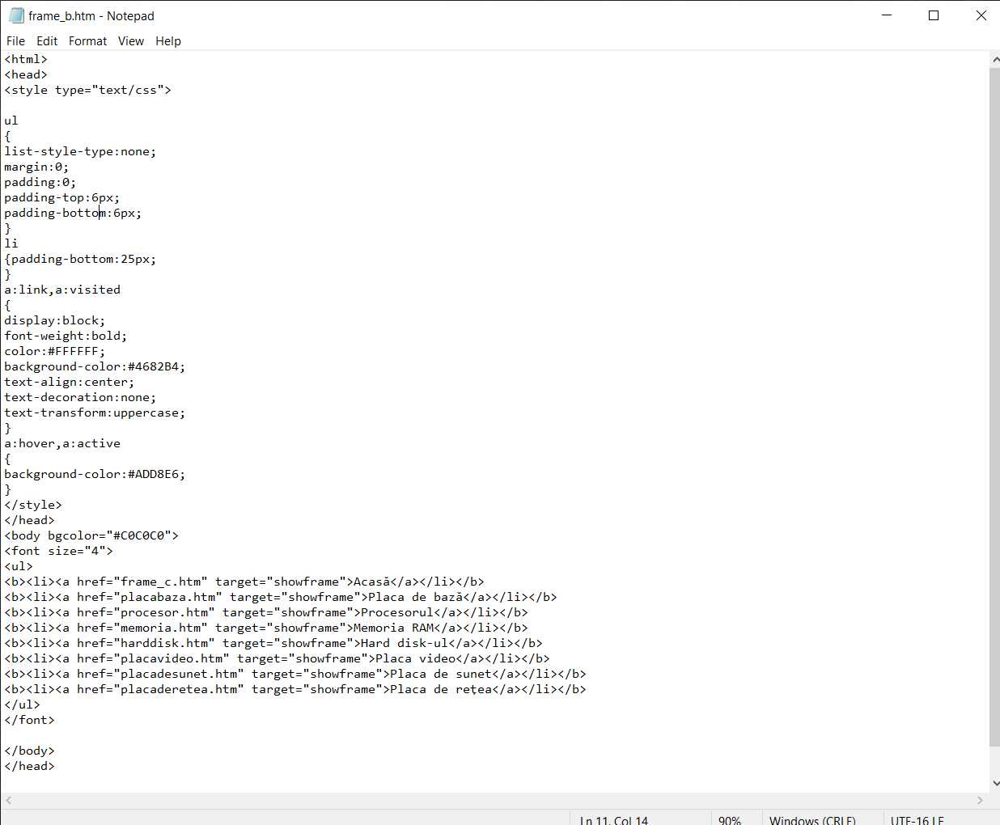 frame_b.htm - Notepad
File Edit Format View Help
<html>
<head>
<style type="text/css">

ul
{
list-style-type:none;
margin:0;
padding:0;
padding-top:6px;
padding-bottom:6px;
}
li
{padding-bottom:25px;
}
a:link,a:visited
{
display:block;
font-weight:bold;
color:#FFFFFF;
background-color:#4682B4;
text-align:center;
text-decoration:none;
text-transform:uppercase;
}
a:hover,a:active
{
background-color:#ADD8E6;
}
</style>
</head>
<body bgcolor="#C0C0C0">
<font size="4">
<ul>
<b><li><a href="frame_c.htm" target="showframe">Acasă</a></li></b>
<b><li><a href="placabaza.htm" target="showframe">Placa de bază</a></li></b>
<b><li><a href="procesor.htm" target="showframe">Procesorul</a></li></b>
<b><li><a href="memoria.htm" target="showframe">Memoria RAM</a></li></b>
<b><li><a href="harddisk.htm" target="showframe">Hard disk-ul</a></li></b>
<b><li><a href="placavideo.htm" target="showframe">Placa video</a></li></b>
<b><li><a href="placadesunet.htm" target="showframe">Placa de sunet</a></li></b>
<b><li><a href="placaderetea.htm" target="showframe">Placa de reţea</a></li></b>
</ul>
</font>

</body>
</head>
Ln 11, Col 14 90% Windows (CRLF) UTF-16 LE